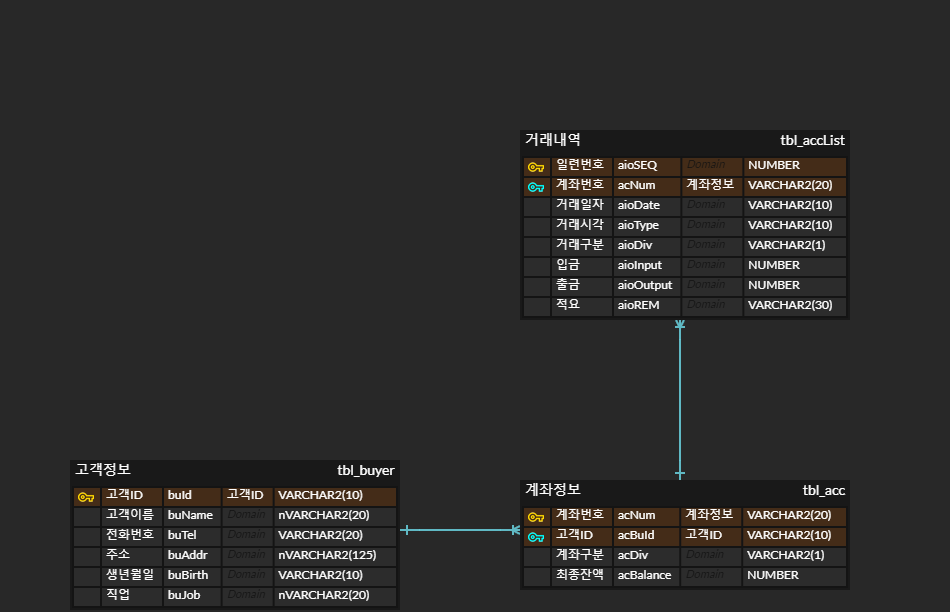 거래내역 tbl_accList
일련번호 aioSEQ Domain NUMBER
계좌번호 acNum 계좌정보 VARCHAR2(20)
거래일자 aioDate Domain VARCHAR2(10)
거래시각 aioType Domain VARCHAR2(10)
거래구분 aioDiv Domain VARCHAR2(1)
입금 aioInput Domain NUMBER
출금 aioOutput Domain NUMBER
적요 aioREM Domain VARCHAR2(30)
고객정보 tbl_buyer
고객ID buId 고객ID VARCHAR2(10)
고객이름 buName Domain nVARCHAR2(20)
전화번호 buTel Domain VARCHAR2(20)
주소 buAddr Domain nVARCHAR2(125)
생년월일 buBirth Domain VARCHAR2(10)
직업 buJob Domain nVARCHAR2(20)
계좌정보 tbl_acc
계좌번호 acNum 계좌정보 VARCHAR2(20)
고객ID acBuId 고객ID VARCHAR2(10)
계좌구분 acDiv Domain VARCHAR2(1)
최종잔액 acBalance Domain NUMBER